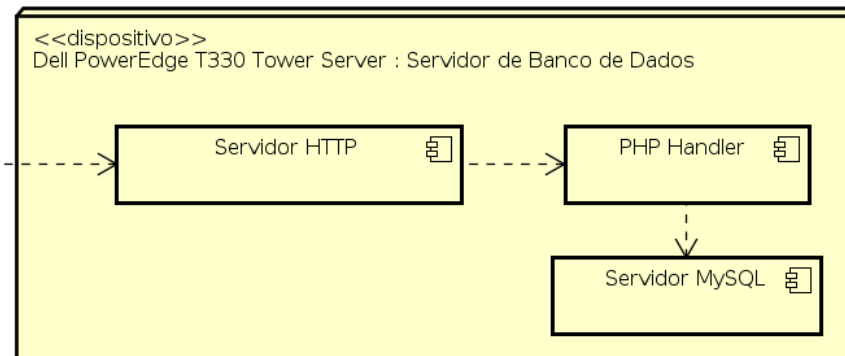 <<dispositivo>>
Dell PowerEdge T330 Tower Server : Servidor de Banco de Dados
Servidor HTTP
PHP Handler
Servidor MySQL